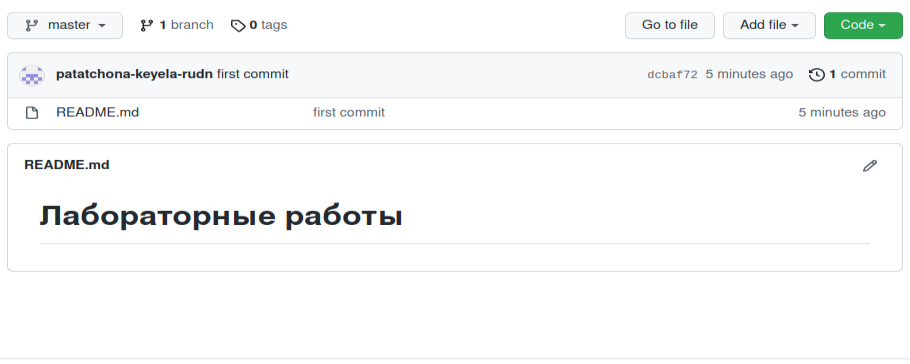 master 1 branch 0 tags Go to file Add file Code
patatchona-keyela-rudn first commit dcbaf72 5 minutes ago 1 commit
README.md first commit 5 minutes ago
README.md
Лабораторные работы